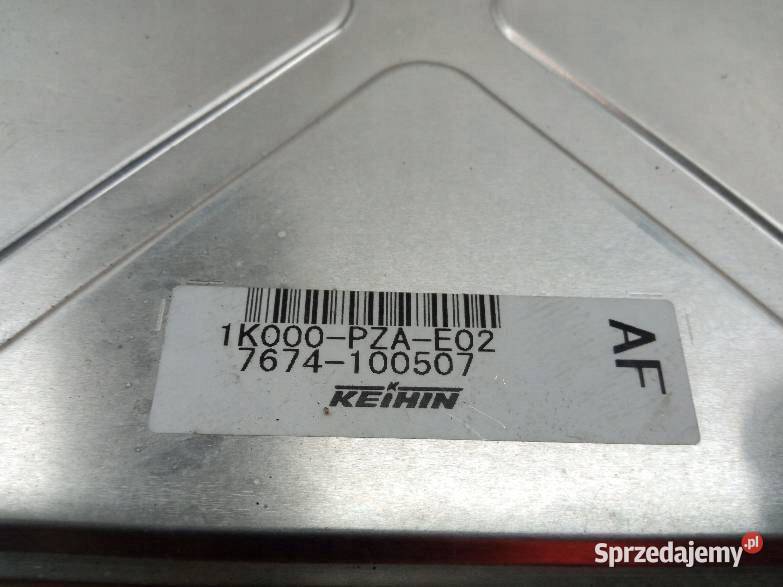 1K000-PZA-E02
7674-100507
KEIHIN
AF
Sprzedajemy.pl